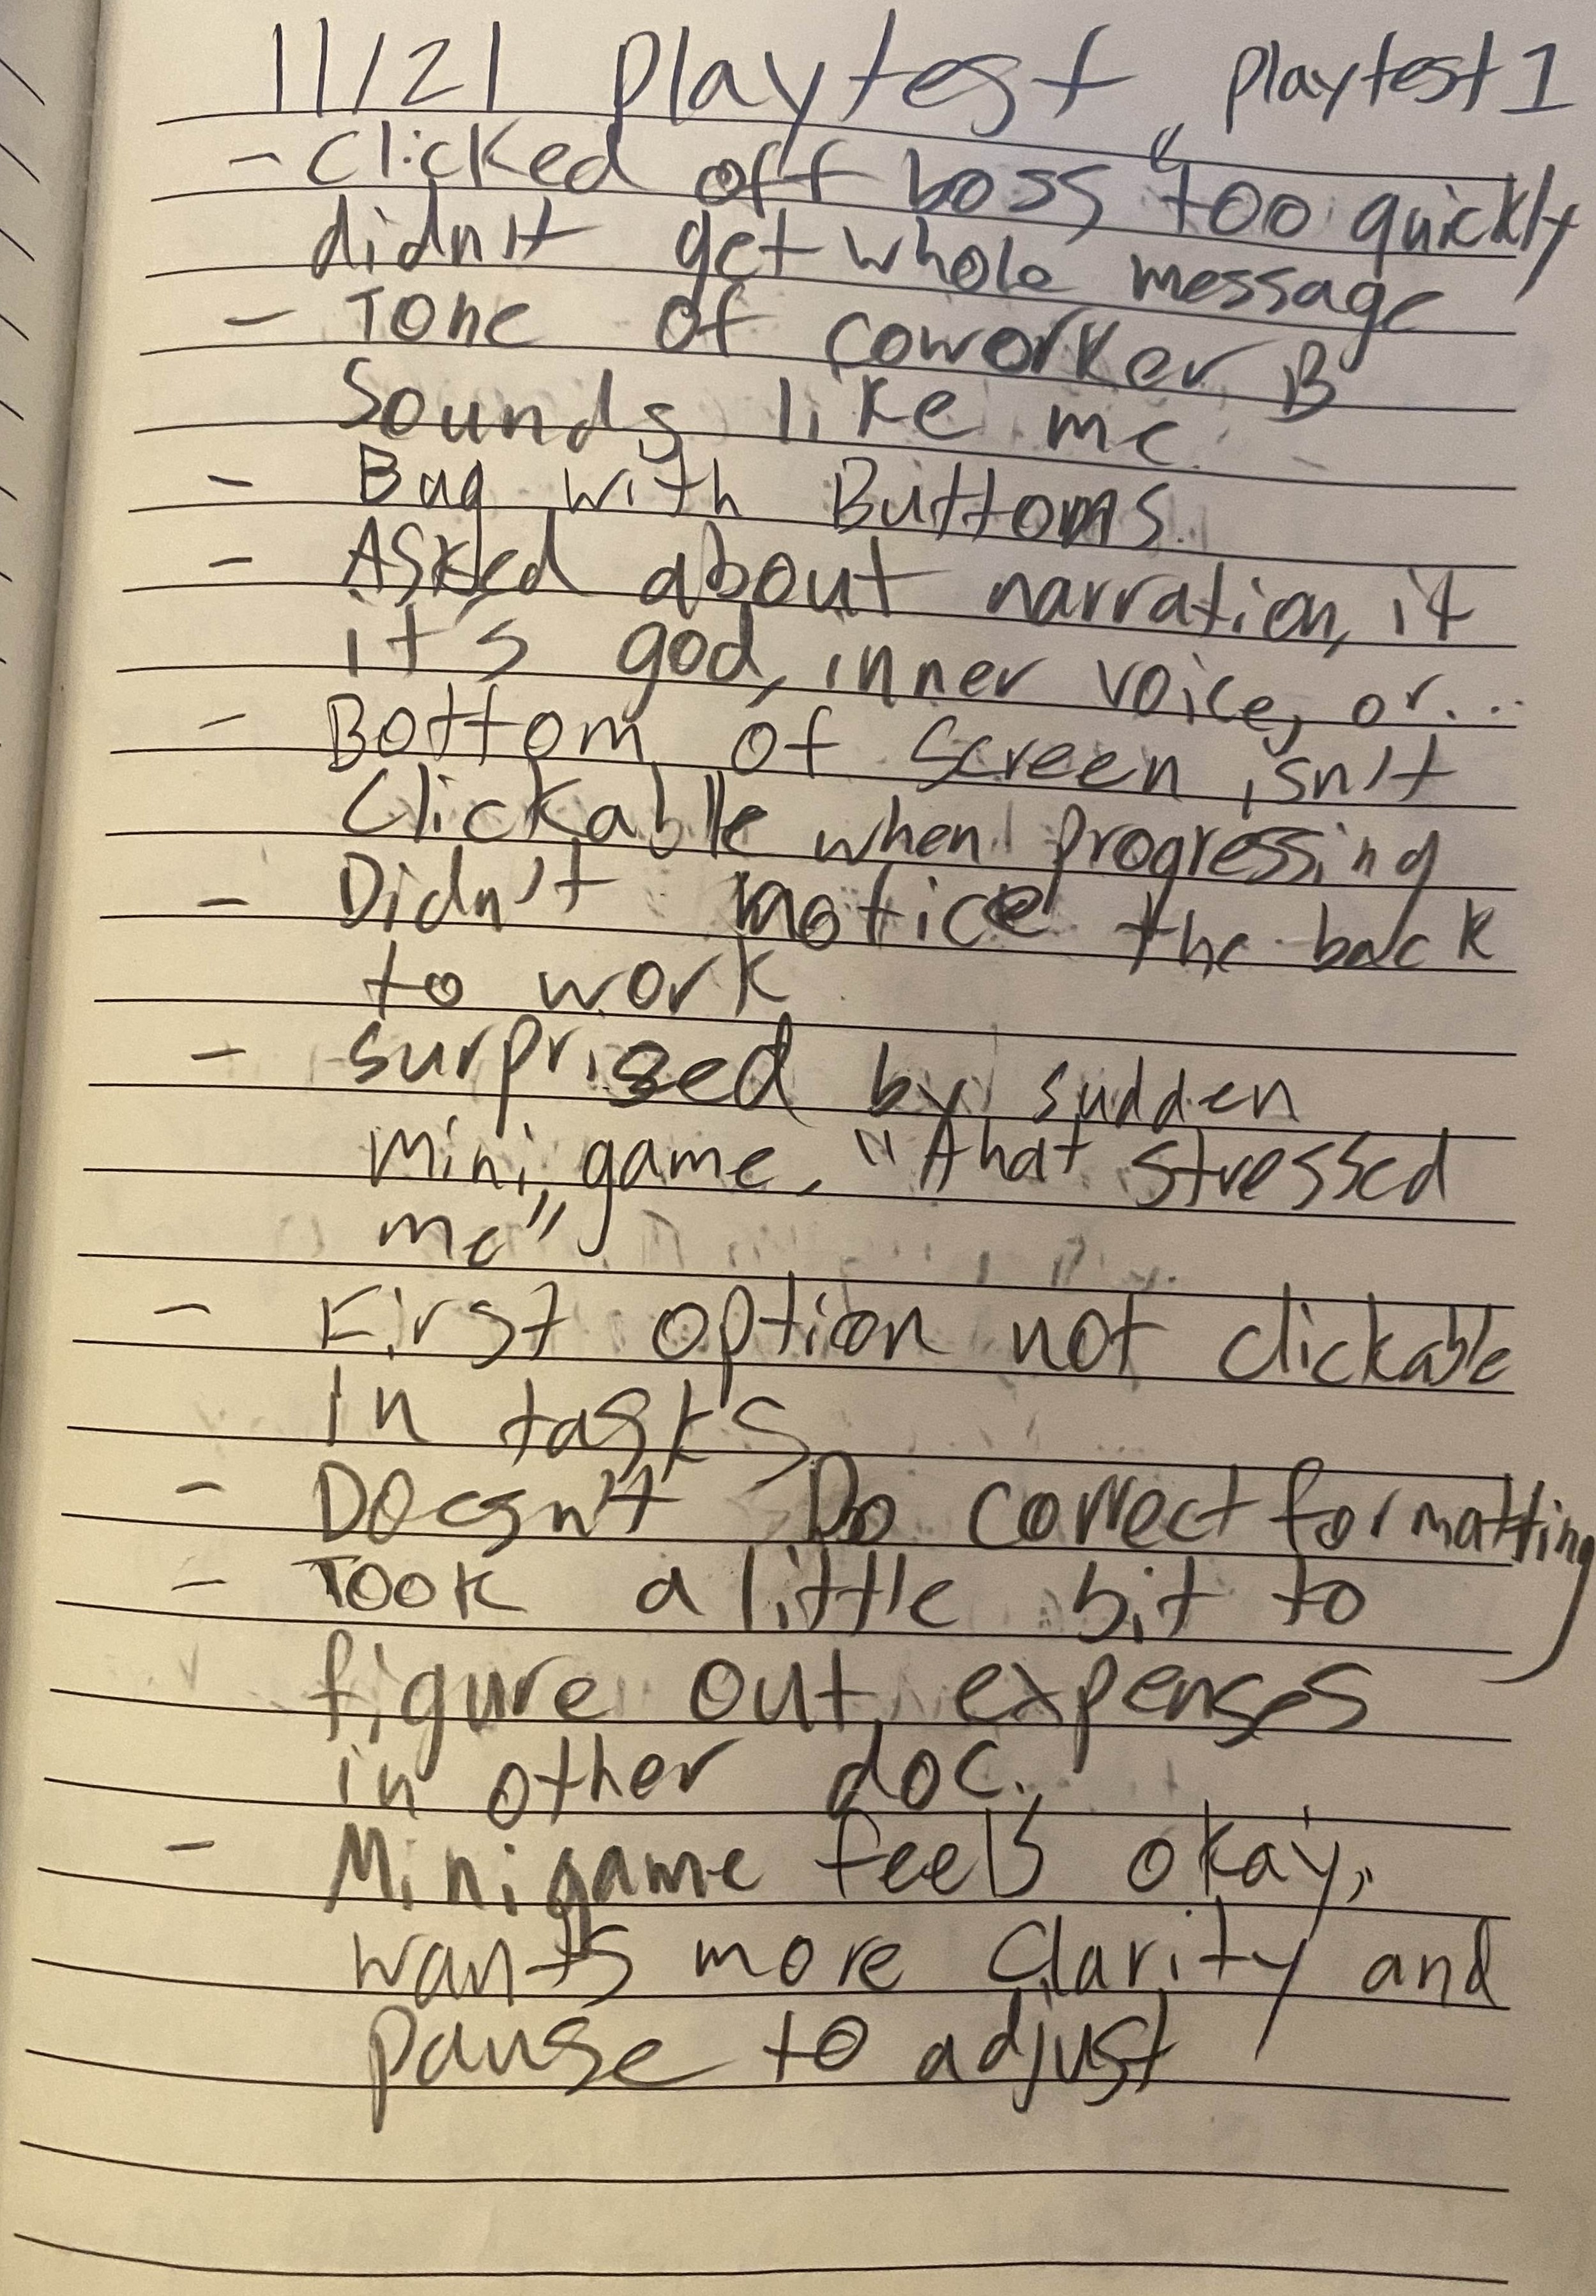 11/21 playtest playtest 1
- Clicked off boss "too quickly
didn't get whole message
- Tone of coworker B
Sounds like me.
- Bug with Buttons.
- Asked about narration, if
it's god, inner voice, or...
- Bottom of screen isn't
Clickable when progressing
- Didn't notice the back
to work
- surprised by sudden
mini game, "that stressed
me"
- First option not clickable
in tasks
- Doesn't Do correct formatting
- Took a little bit to
figure out expenses
in other doc.
- Minigame feels okay,
wants more clarity and
pause to adjust